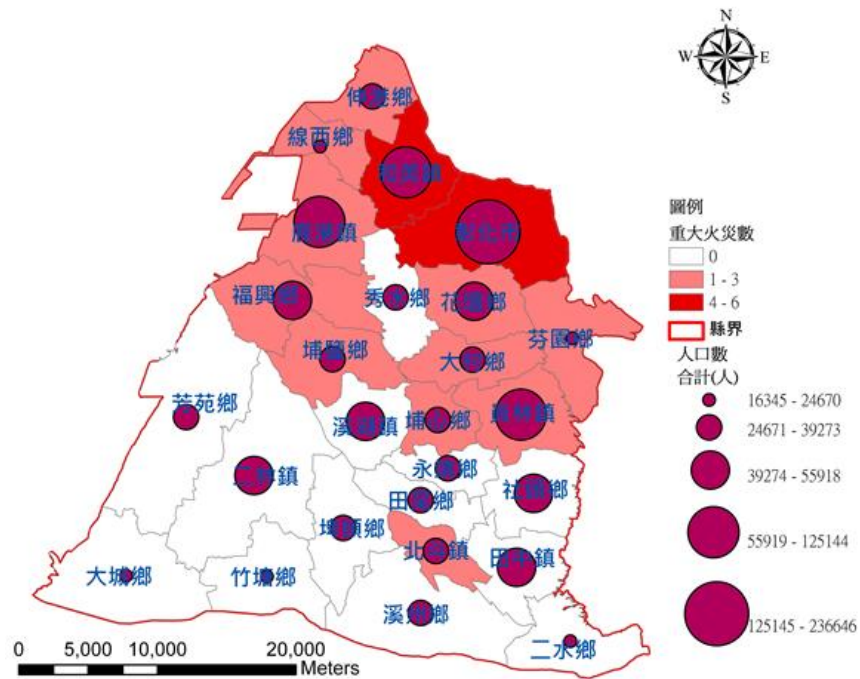 N
W E
S
伸港鄉
線西鄉
和美鎮
鹿港鎮
彰化市
福興鄉
秀水鄉
花壇鄉
芬園鄉
埔鹽鄉
大村鄉
芳苑鄉
溪湖鎮
埔心鄉
員林鎮
二林鎮
永靖鄉
社頭鄉
田尾鄉
埤頭鄉
北斗鎮
田中鎮
大城鄉
竹塘鄉
溪州鄉
二水鄉
圖例
重大火災數
0
1 - 3
4 - 6
縣界
人口數
合計(人)
16345 - 24670
24671 - 39273
39274 - 55918
55919 - 125144
125145 - 236646
0 5,000 10,000 20,000
Meters